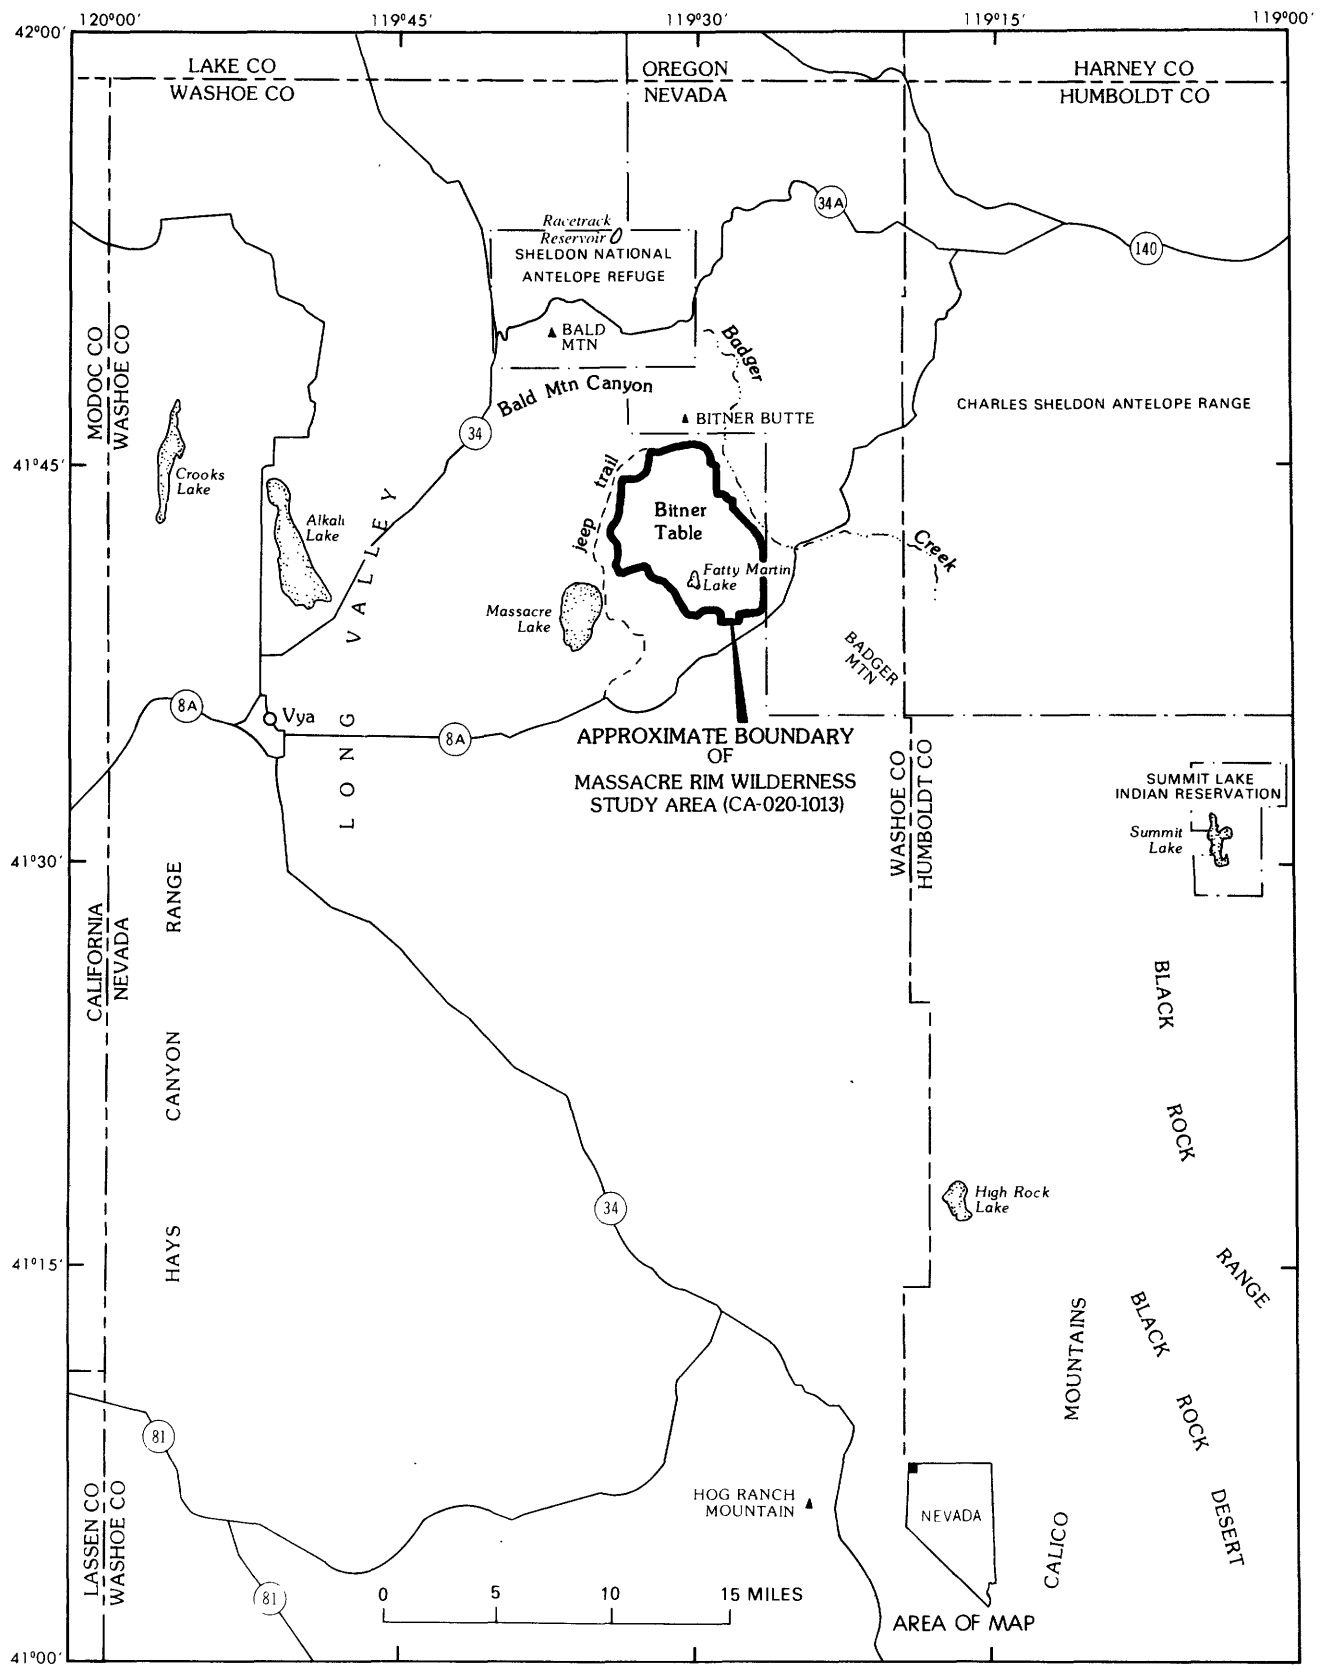 120°00'
119°45'
119°30'
119°15'
119°00'
42°00'
LAKE CO
WASHOE CO
OREGON
NEVADA
HARNEY CO
HUMBOLDT CO
34A
140
Racetrack
Reservoir
SHELDON NATIONAL
ANTELOPE REFUGE
BALD
MTN
Badger
Bald Mtn Canyon
BITNER BUTTE
CHARLES SHELDON ANTELOPE RANGE
MODOC CO
WASHOE CO
34
41°45'
Crooks
Lake
Alkali
Lake
jeep trail
Bitner
Table
Fatty Martin
Lake
Creek
Massacre
Lake
LONG VALLEY
BADGER
MTN
8A
Vya
8A
APPROXIMATE BOUNDARY
OF
MASSACRE RIM WILDERNESS
STUDY AREA (CA-020-1013)
WASHOE CO
HUMBOLDT CO
SUMMIT LAKE
INDIAN RESERVATION
Summit
Lake
41°30'
CALIFORNIA
NEVADA
HAYS CANYON RANGE
BLACK ROCK RANGE
34
High Rock
Lake
41°15'
BLACK ROCK DESERT
CALICO MOUNTAINS
81
LASSEN CO
WASHOE CO
HOG RANCH
MOUNTAIN
NEVADA
81
0 5 10 15 MILES
AREA OF MAP
41°00'